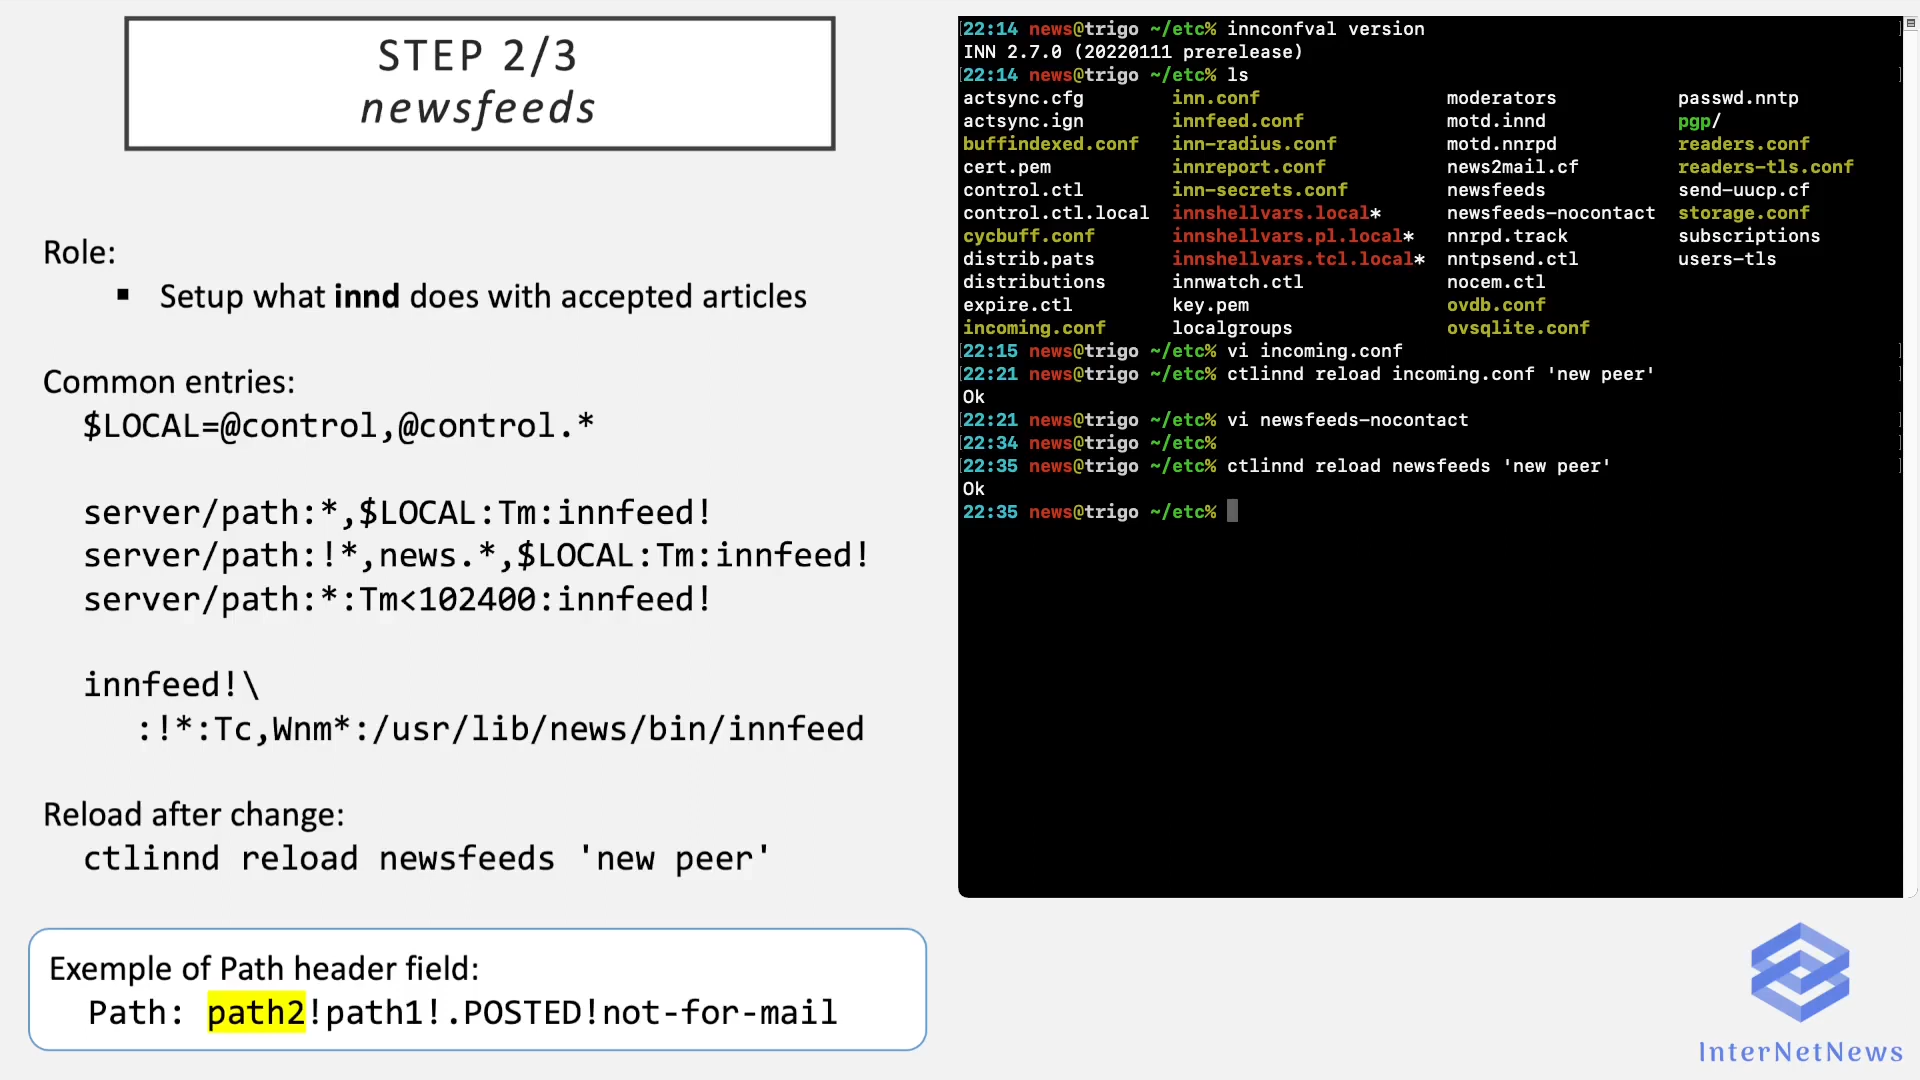 STEP 2/3
newsfeeds
Role:
▪ Setup what innd does with accepted articles
Common entries:
$LOCAL=@control,@control.*
server/path:*,$LOCAL:Tm:innfeed!
server/path:!*,news.*,$LOCAL:Tm:innfeed!
server/path:*:Tm<102400:innfeed!
innfeed!\
:!*:Tc,Wnm*:/usr/lib/news/bin/innfeed
Reload after change:
ctlinnd reload newsfeeds 'new peer'
Exemple of Path header field:
Path: path2!path1!.POSTED!not-for-mail
[22:14 news@trigo ~/etc% innconfval version ]
INN 2.7.0 (20220111 prerelease)
[22:14 news@trigo ~/etc% ls ]
actsync.cfg inn.conf moderators passwd.nntp
actsync.ign innfeed.conf motd.innd pgp/
buffindexed.conf inn-radius.conf motd.nnrpd readers.conf
cert.pem innreport.conf news2mail.cf readers-tls.conf
control.ctl inn-secrets.conf newsfeeds send-uucp.cf
control.ctl.local innshellvars.local* newsfeeds-nocontact storage.conf
cycbuff.conf innshellvars.pl.local* nnrpd.track subscriptions
distrib.pats innshellvars.tcl.local* nntpsend.ctl users-tls
distributions innwatch.ctl nocem.ctl
expire.ctl key.pem ovdb.conf
incoming.conf localgroups ovsqlite.conf
[22:15 news@trigo ~/etc% vi incoming.conf ]
[22:21 news@trigo ~/etc% ctlinnd reload incoming.conf 'new peer' ]
Ok
[22:21 news@trigo ~/etc% vi newsfeeds-nocontact ]
[22:34 news@trigo ~/etc% ]
[22:35 news@trigo ~/etc% ctlinnd reload newsfeeds 'new peer' ]
Ok
22:35 news@trigo ~/etc%
InterNetNews